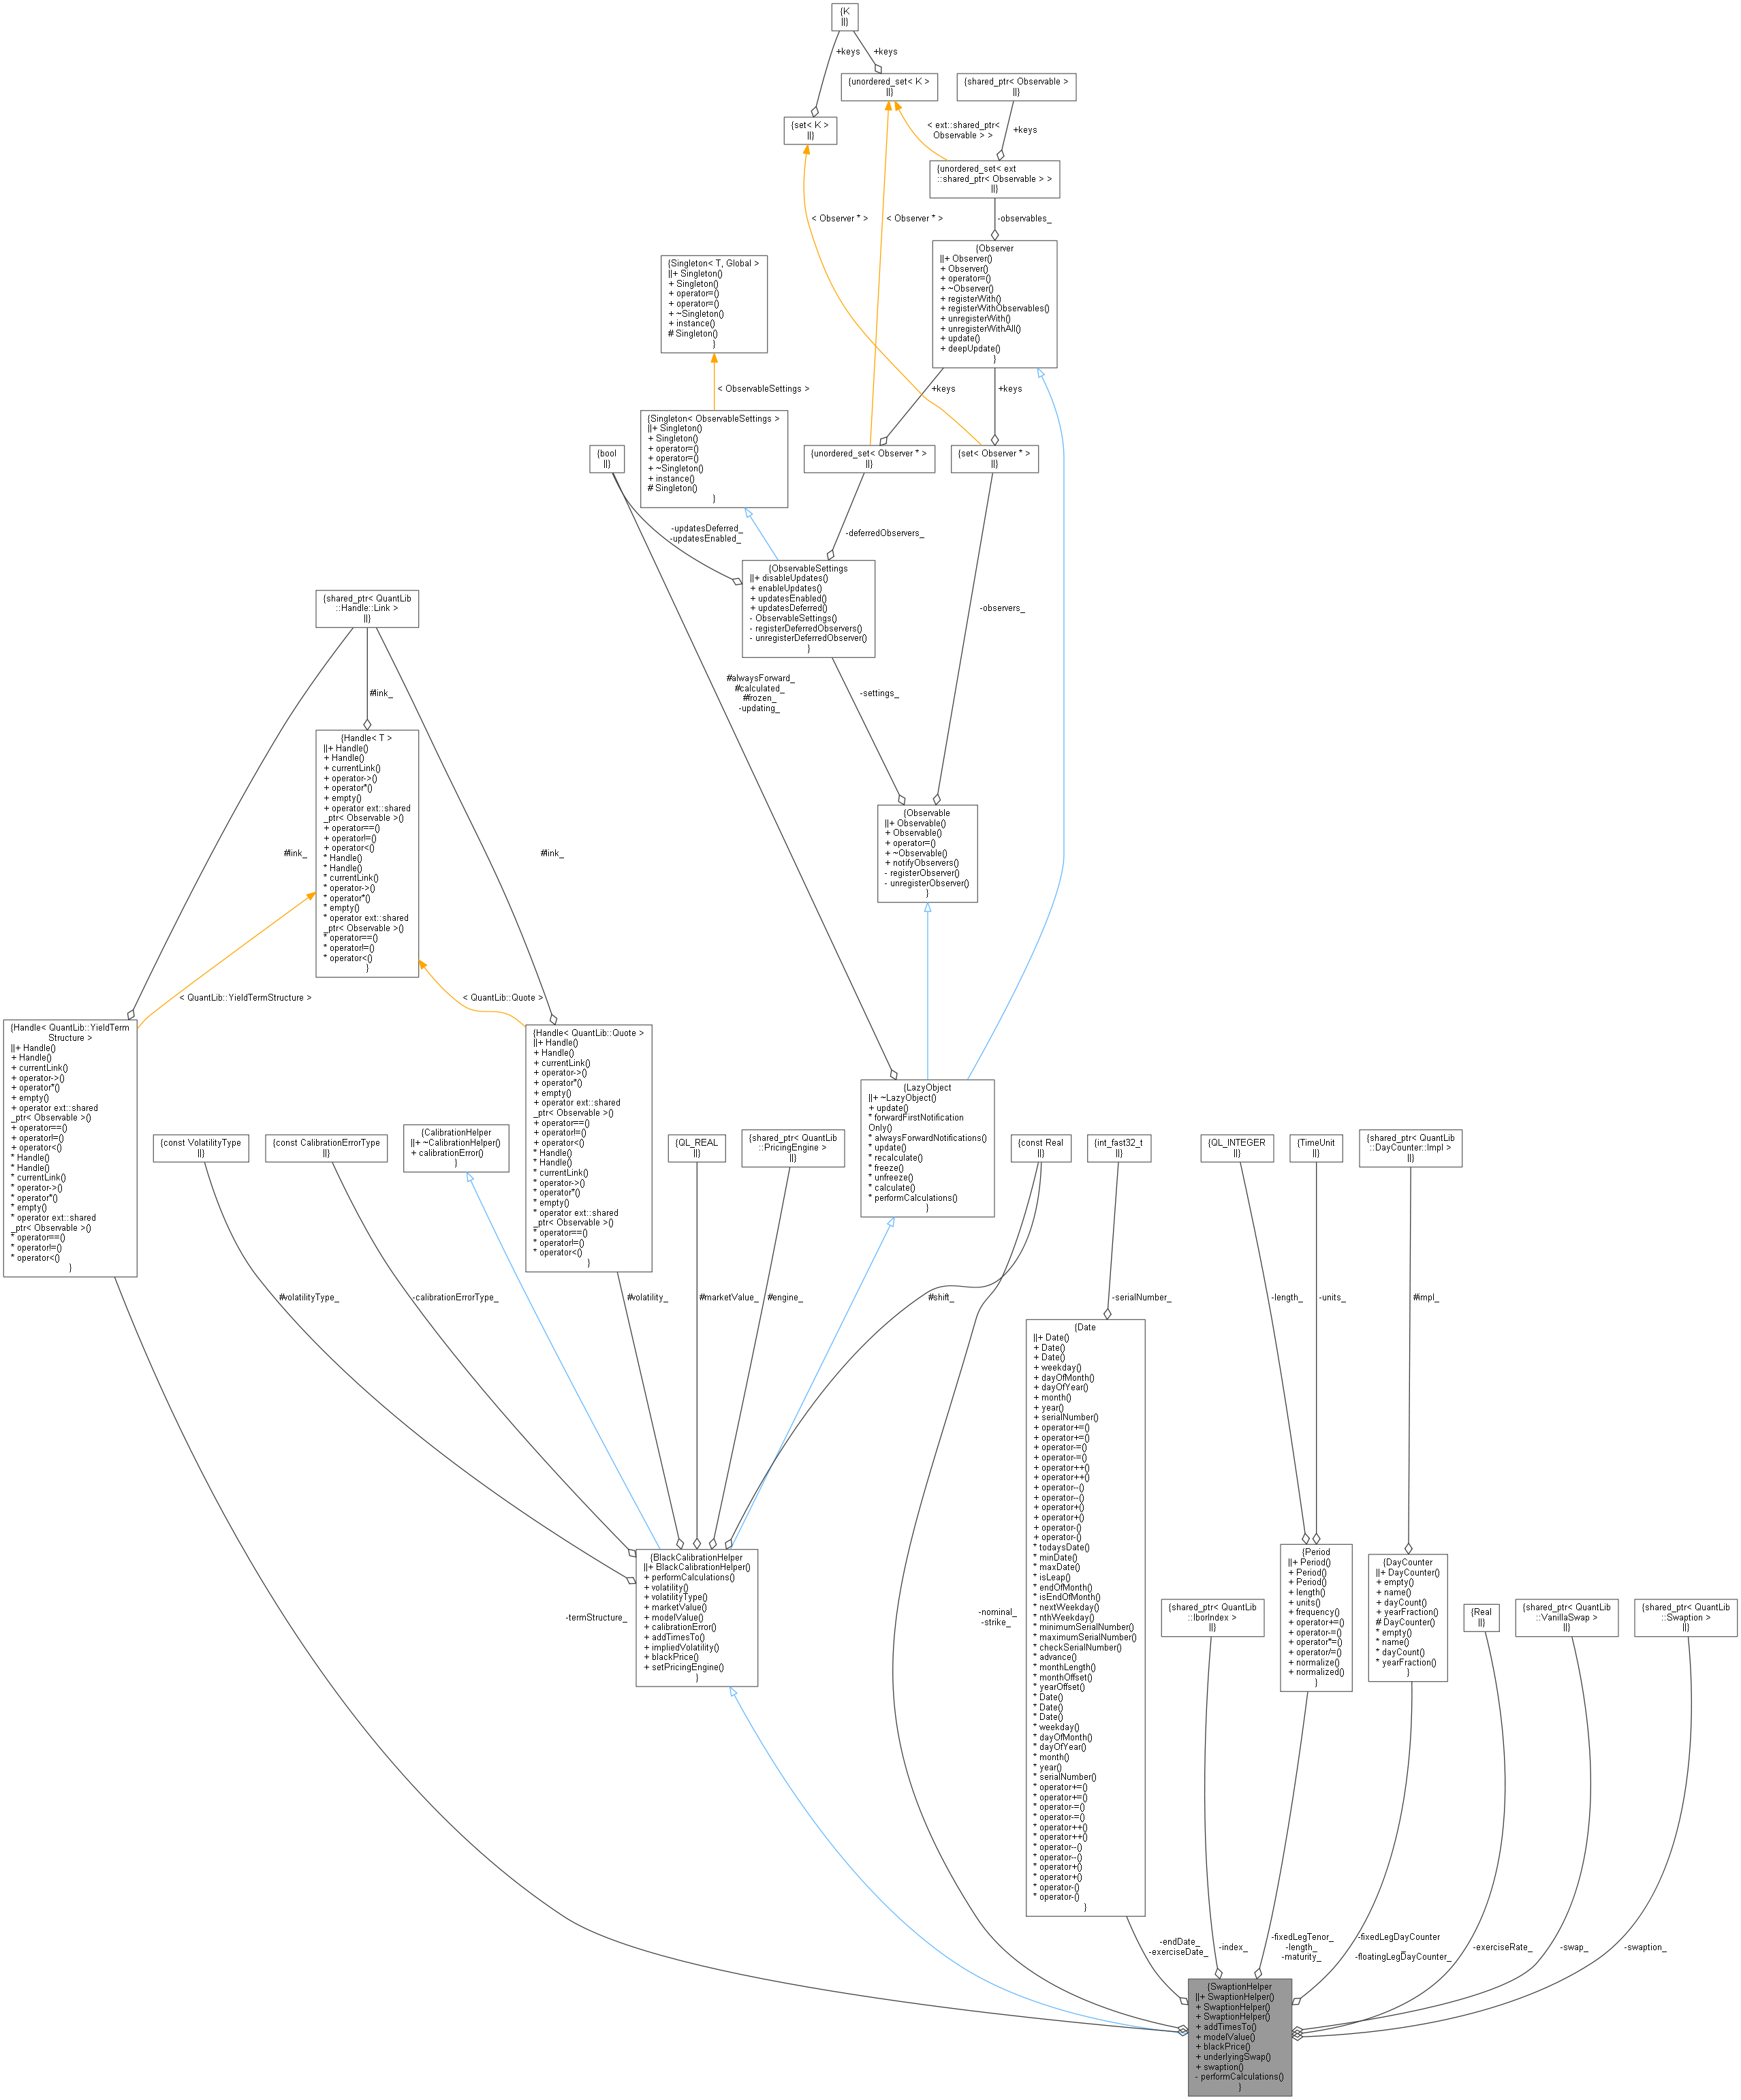 {K
||}
+keys
+keys
{unordered_set< K >
||}
{shared_ptr< Observable >
||}
{set< K >
||}
< ext::shared_ptr<
Observable > >
+keys
{unordered_set< ext
::shared_ptr< Observable > >
||}
< Observer * >
< Observer * >
-observables_
{Observer
||+ Observer()
+ Observer()
+ operator=()
+ ~Observer()
+ registerWith()
+ registerWithObservables()
+ unregisterWith()
+ unregisterWithAll()
+ update()
+ deepUpdate()
}
{Singleton< T, Global >
||+ Singleton()
+ Singleton()
+ operator=()
+ operator=()
+ ~Singleton()
+ instance()
# Singleton()
}
< ObservableSettings >
+keys
+keys
{Singleton< ObservableSettings >
||+ Singleton()
+ Singleton()
+ operator=()
+ operator=()
+ ~Singleton()
+ instance()
# Singleton()
}
{bool
||}
{unordered_set< Observer * >
||}
{set< Observer * >
||}
-updatesDeferred_
-updatesEnabled_
-deferredObservers_
{ObservableSettings
||+ disableUpdates()
+ enableUpdates()
+ updatesEnabled()
+ updatesDeferred()
- ObservableSettings()
- registerDeferredObservers()
- unregisterDeferredObserver()
}
-observers_
{shared_ptr< QuantLib
::Handle::Link >
||}
#alwaysForward_
#calculated_
#frozen_
-updating_
-settings_
#link_
{Handle< T >
||+ Handle()
+ Handle()
+ currentLink()
+ operator->()
+ operator*()
+ empty()
+ operator ext::shared
_ptr< Observable >()
+ operator==()
+ operator!=()
+ operator<()
* Handle()
* Handle()
* currentLink()
* operator->()
* operator*()
* empty()
* operator ext::shared
_ptr< Observable >()
* operator==()
* operator!=()
* operator<()
}
{Observable
||+ Observable()
+ Observable()
+ operator=()
+ ~Observable()
+ notifyObservers()
- registerObserver()
- unregisterObserver()
}
#link_
#link_
< QuantLib::YieldTermStructure >
< QuantLib::Quote >
{Handle< QuantLib::YieldTerm
Structure >
||+ Handle()
+ Handle()
+ currentLink()
+ operator->()
+ operator*()
+ empty()
+ operator ext::shared
_ptr< Observable >()
+ operator==()
+ operator!=()
+ operator<()
* Handle()
* Handle()
* currentLink()
* operator->()
* operator*()
* empty()
* operator ext::shared
_ptr< Observable >()
* operator==()
* operator!=()
* operator<()
}
{const VolatilityType
||}
{const CalibrationErrorType
||}
{CalibrationHelper
||+ ~CalibrationHelper()
+ calibrationError()
}
{Handle< QuantLib::Quote >
||+ Handle()
+ Handle()
+ currentLink()
+ operator->()
+ operator*()
+ empty()
+ operator ext::shared
_ptr< Observable >()
+ operator==()
+ operator!=()
+ operator<()
* Handle()
* Handle()
* currentLink()
* operator->()
* operator*()
* empty()
* operator ext::shared
_ptr< Observable >()
* operator==()
* operator!=()
* operator<()
}
{QL_REAL
||}
{shared_ptr< QuantLib
::PricingEngine >
||}
{LazyObject
||+ ~LazyObject()
+ update()
* forwardFirstNotification
Only()
* alwaysForwardNotifications()
* update()
* recalculate()
* freeze()
* unfreeze()
* calculate()
* performCalculations()
}
{const Real
||}
{int_fast32_t
||}
{QL_INTEGER
||}
{TimeUnit
||}
{shared_ptr< QuantLib
::DayCounter::Impl >
||}
#volatilityType_
-calibrationErrorType_
#volatility_
#marketValue_
#engine_
#shift_
-serialNumber_
-length_
-units_
#impl_
{Date
||+ Date()
+ Date()
+ Date()
+ weekday()
+ dayOfMonth()
+ dayOfYear()
+ month()
+ year()
+ serialNumber()
+ operator+=()
+ operator+=()
+ operator-=()
+ operator-=()
+ operator++()
+ operator++()
+ operator--()
+ operator--()
+ operator+()
+ operator+()
+ operator-()
+ operator-()
* todaysDate()
* minDate()
* maxDate()
* isLeap()
* endOfMonth()
* isEndOfMonth()
* nextWeekday()
* nthWeekday()
* minimumSerialNumber()
* maximumSerialNumber()
* checkSerialNumber()
* advance()
* monthLength()
* monthOffset()
* yearOffset()
* Date()
* Date()
* Date()
* weekday()
* dayOfMonth()
* dayOfYear()
* month()
* year()
* serialNumber()
* operator+=()
* operator+=()
* operator-=()
* operator-=()
* operator++()
* operator++()
* operator--()
* operator--()
* operator+()
* operator+()
* operator-()
* operator-()
}
{BlackCalibrationHelper
||+ BlackCalibrationHelper()
+ performCalculations()
+ volatility()
+ volatilityType()
+ marketValue()
+ modelValue()
+ calibrationError()
+ addTimesTo()
+ impliedVolatility()
+ blackPrice()
+ setPricingEngine()
}
{Period
||+ Period()
+ Period()
+ Period()
+ length()
+ units()
+ frequency()
+ operator+=()
+ operator-=()
+ operator*=()
+ operator/=()
+ normalize()
+ normalized()
}
{DayCounter
||+ DayCounter()
+ empty()
+ name()
+ dayCount()
+ yearFraction()
# DayCounter()
* empty()
* name()
* dayCount()
* yearFraction()
}
{shared_ptr< QuantLib
::IborIndex >
||}
{Real
||}
{shared_ptr< QuantLib
::VanillaSwap >
||}
{shared_ptr< QuantLib
::Swaption >
||}
-termStructure_
-nominal_
-strike_
-endDate_
-exerciseDate_
-index_
-fixedLegTenor_
-length_
-maturity_
-fixedLegDayCounter
_
-floatingLegDayCounter_
-exerciseRate_
-swap_
-swaption_
{SwaptionHelper
||+ SwaptionHelper()
+ SwaptionHelper()
+ SwaptionHelper()
+ addTimesTo()
+ modelValue()
+ blackPrice()
+ underlyingSwap()
+ swaption()
- performCalculations()
}